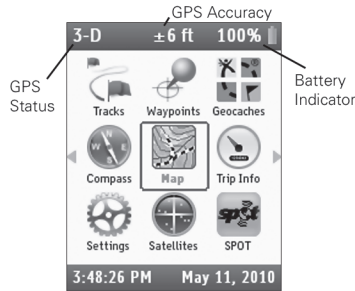 GPS Accuracy
3-D ±6 ft 100%
GPS Status
Battery Indicator
Tracks Waypoints Geocaches
N E S W
Compass Map Trip Info
spot
Settings Satellites SPOT
3:48:26 PM May 11, 2010